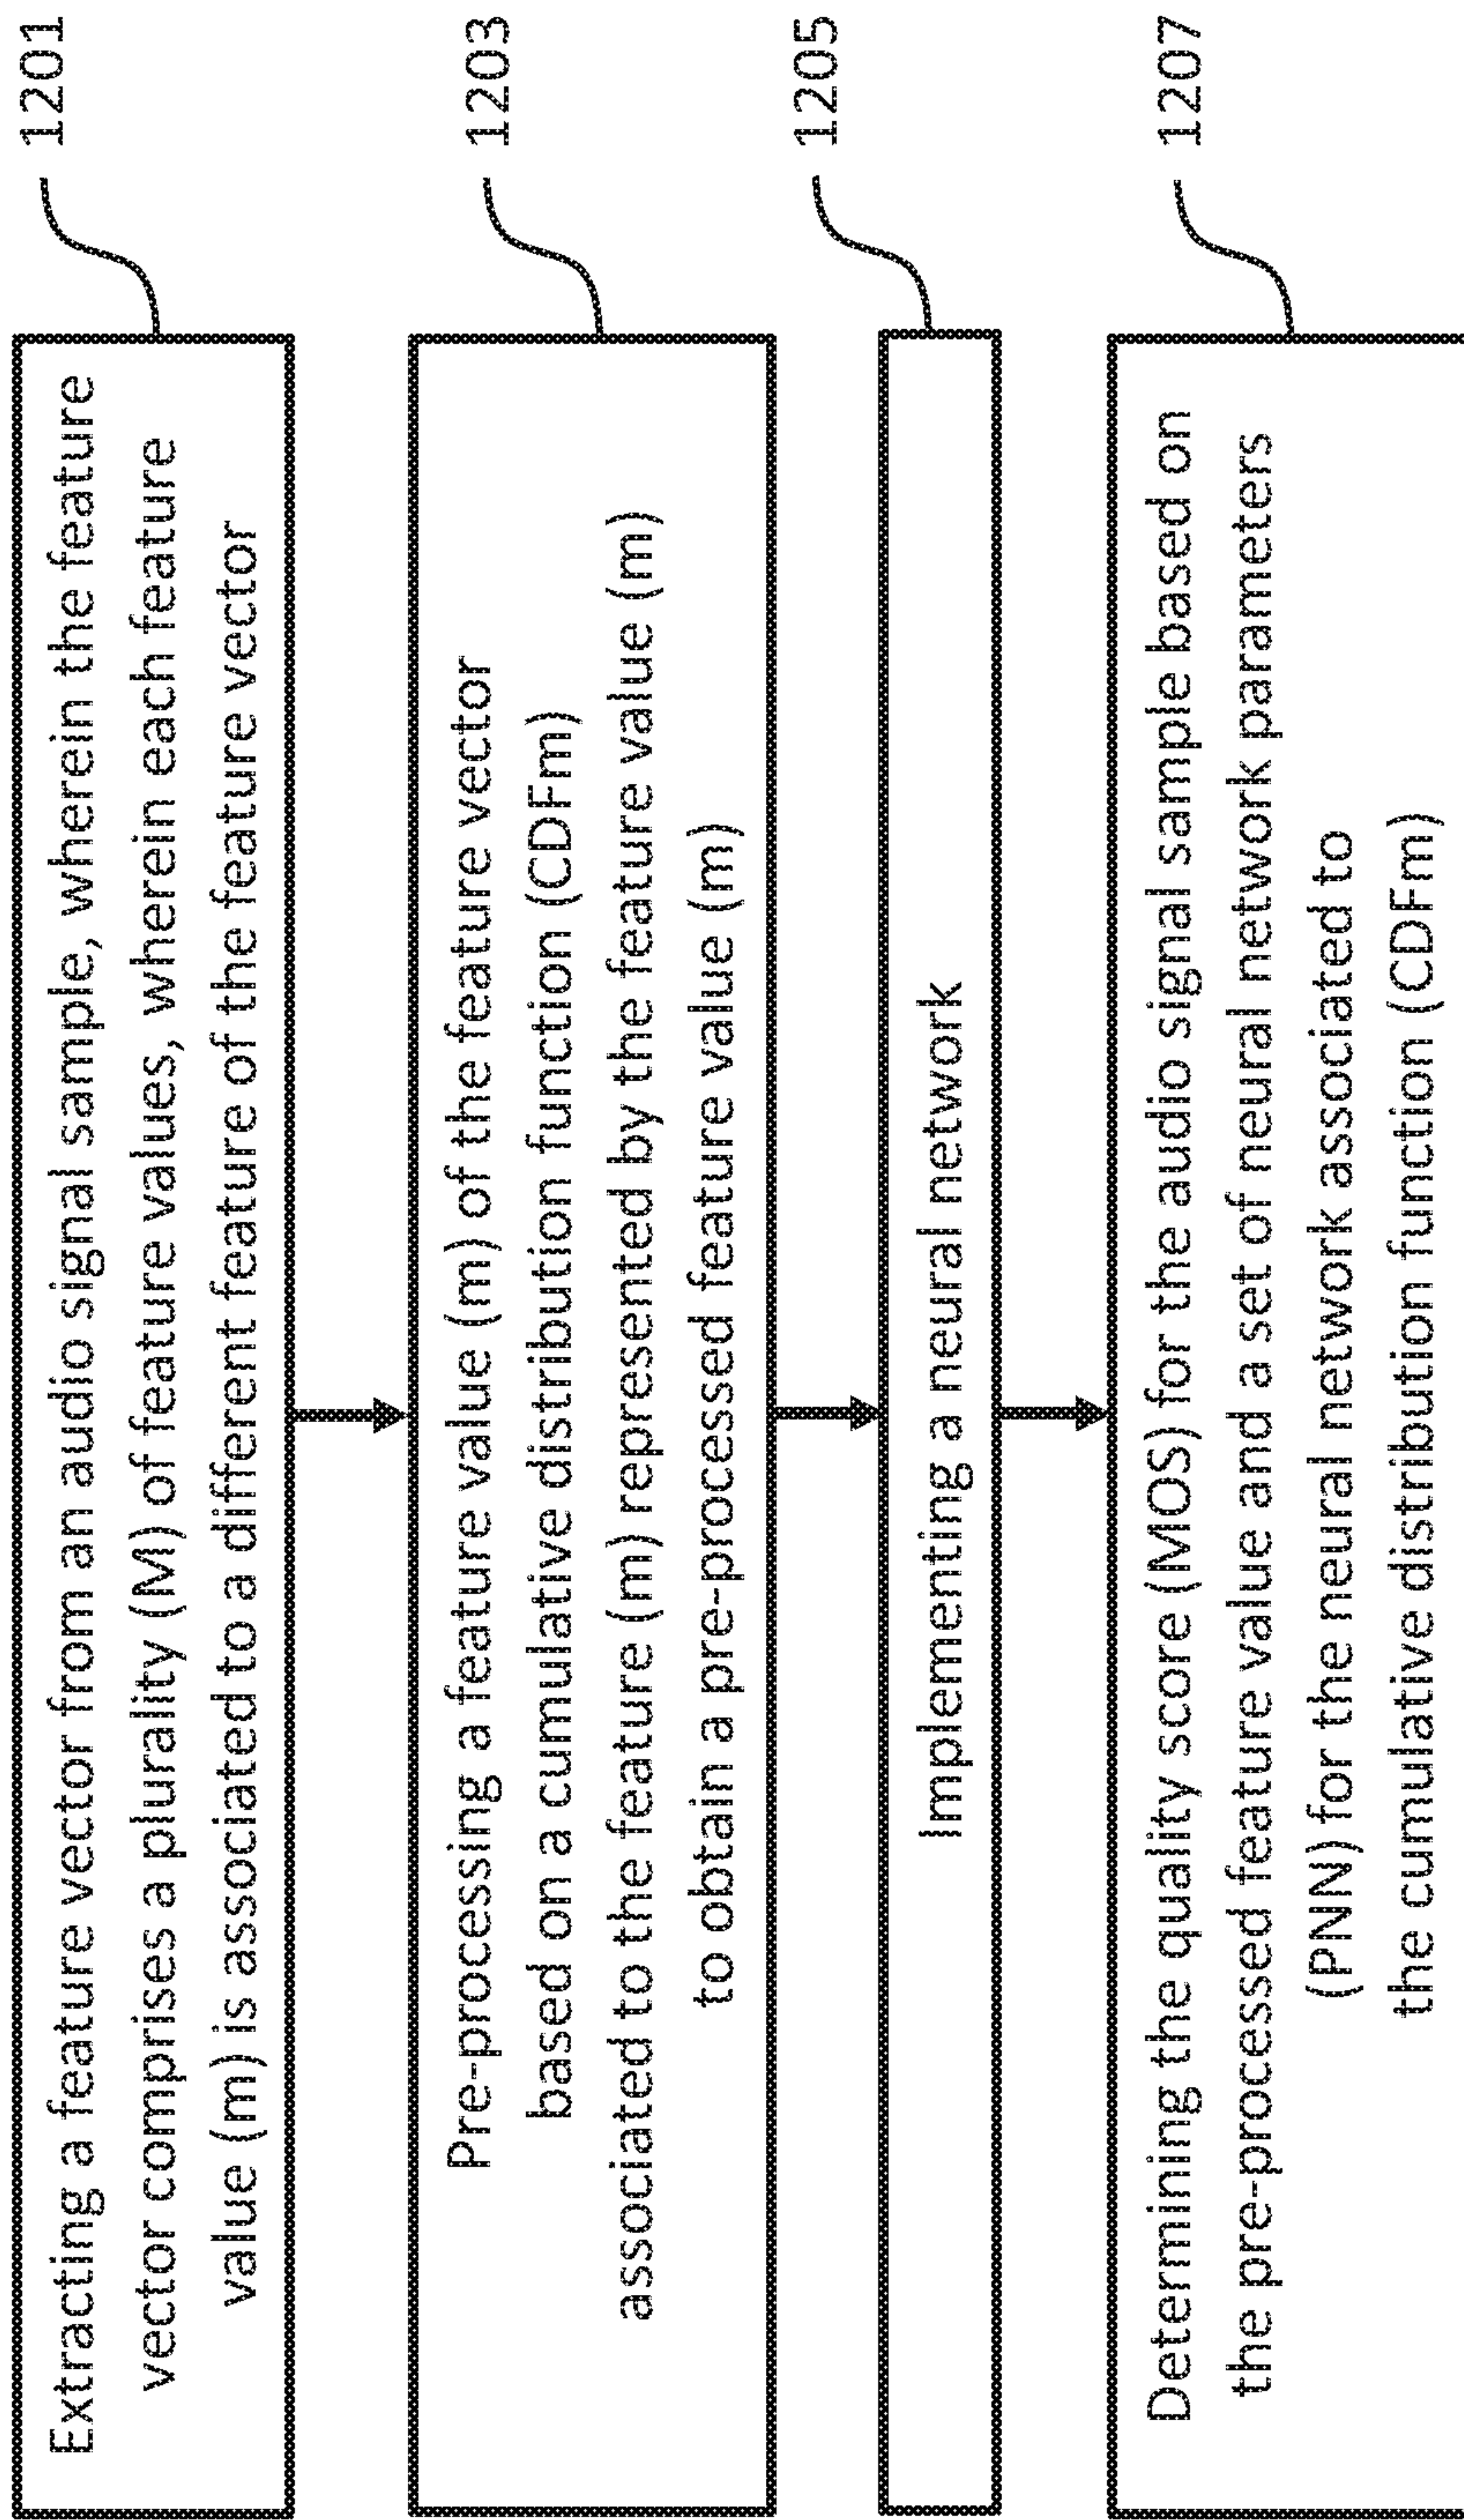 Extracting a feature vector from an audio signal sample, wherein the feature
vector comprises a plurality (M) of feature values, wherein each feature
value (m) is associated to a different feature of the feature vector
1201
Pre-processing a feature value (m) of the feature vector
based on a cumulative distribution function (CDFm)
associated to the feature (m) represented by the feature value (m)
to obtain a pre-processed feature value (m)
1203
Implementing a neural network
1205
Determining the quality score (MOS) for the audio signal sample based on
the pre-processed feature value and a set of neural network parameters
(PNN) for the neural network associated to
the cumulative distribution function (CDFm)
1207